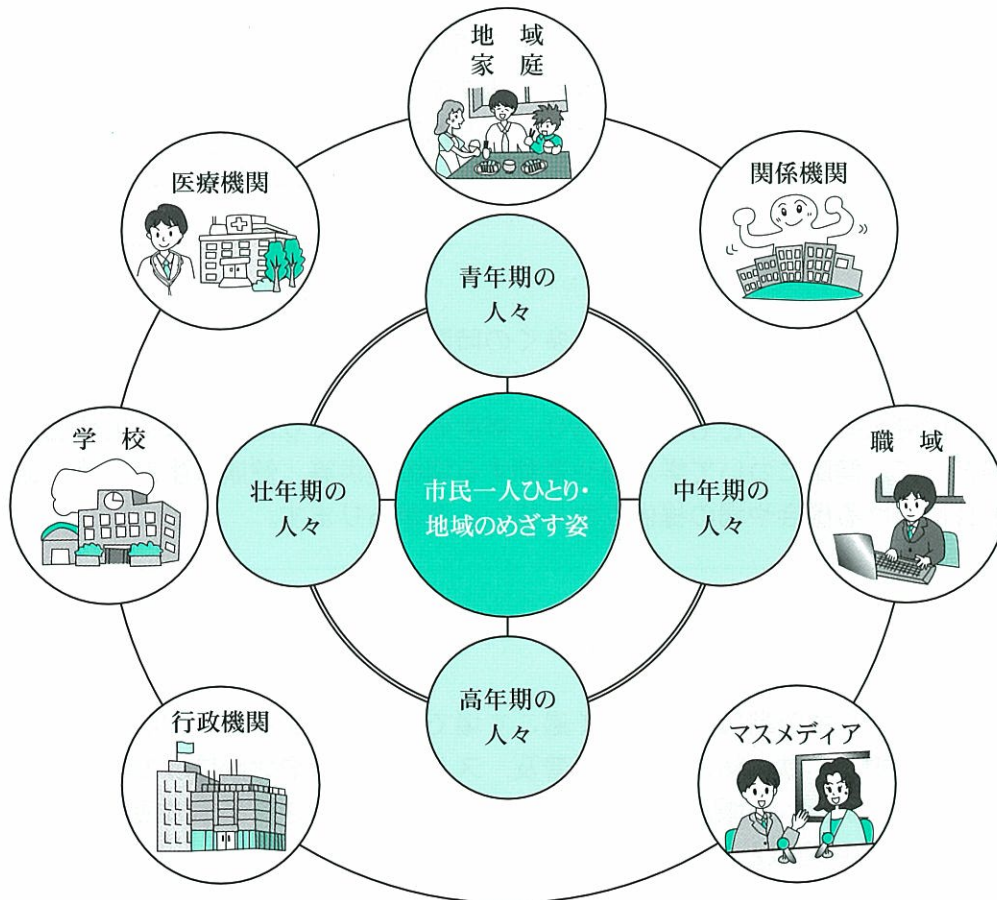 地　域
家　庭
医療機関
関係機関
青年期の
人々
学　校
壮年期の
人々
市民一人ひとり・
地域のめざす姿
中年期の
人々
職　域
高年期の
人々
行政機関
マスメディア